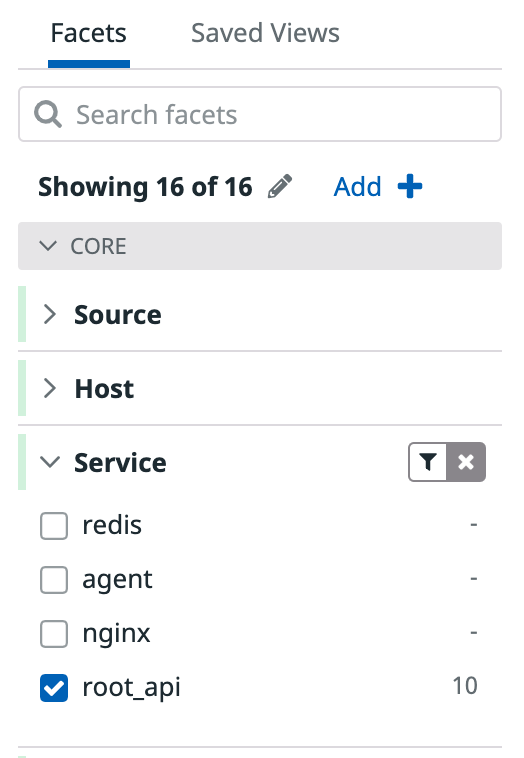 Facets Saved Views
Search facets
Showing 16 of 16 Add
CORE
Source
Host
Service
redis -
agent -
nginx -
root_api 10